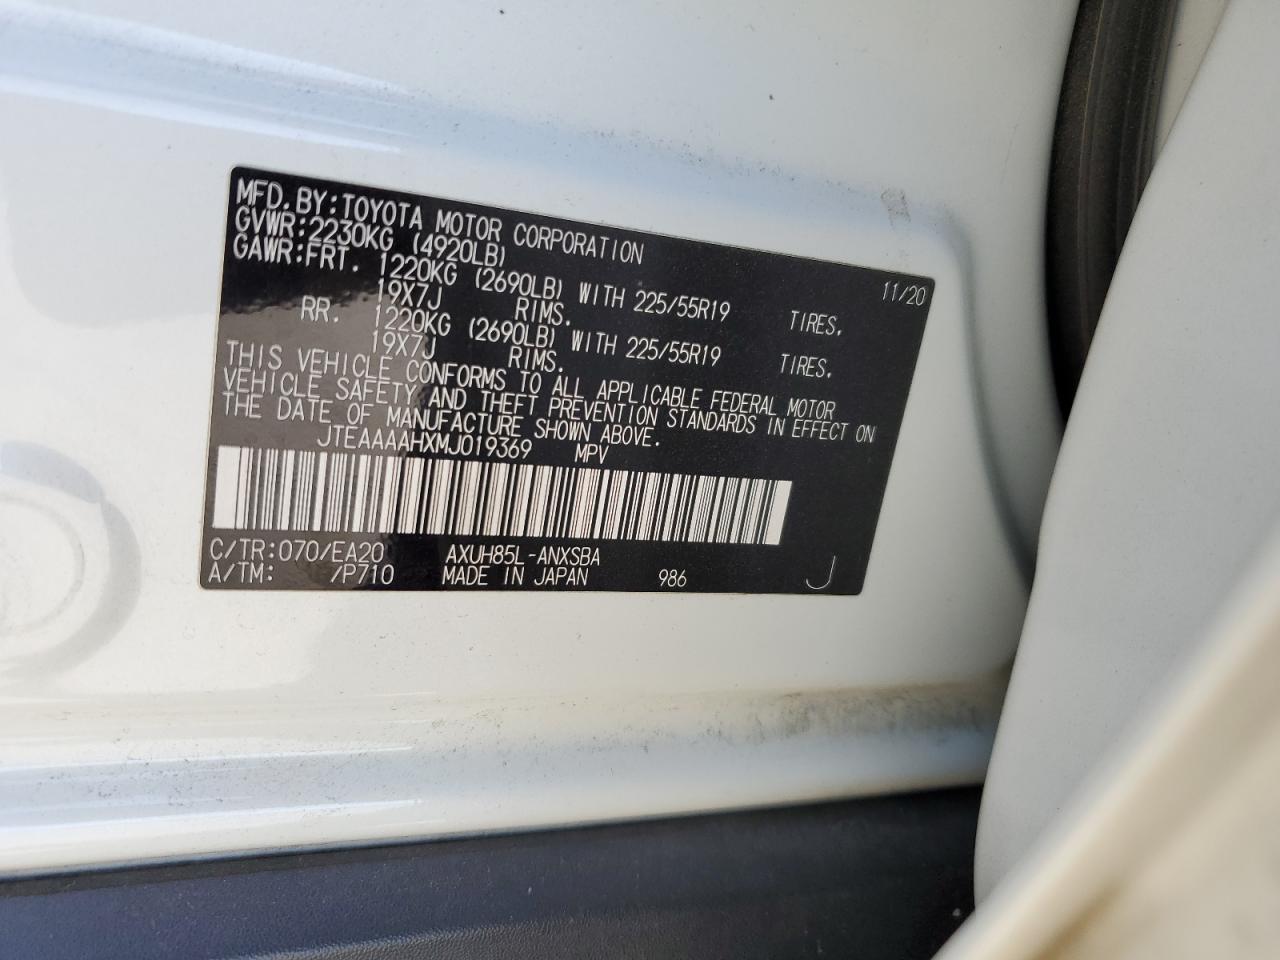 MFD. BY: TOYOTA MOTOR CORPORATION 11/20
GVWR: 2230KG (4920LB)
GAWR: FRT. 1220KG (2690LB) WITH 225/55R19 TIRES,
19X7J RIMS.
RR. 1220KG (2690LB) WITH 225/55R19 TIRES,
19X7J RIMS.
THIS VEHICLE CONFORMS TO ALL APPLICABLE FEDERAL MOTOR
VEHICLE SAFETY AND THEFT PREVENTION STANDARDS IN EFFECT ON
THE DATE OF MANUFACTURE SHOWN ABOVE.
JTEAAAAHXMJ019369 MPV
C/TR: 070/EA20 AXUH85L-ANXSBA
A/TM: /P710 MADE IN JAPAN 986 J